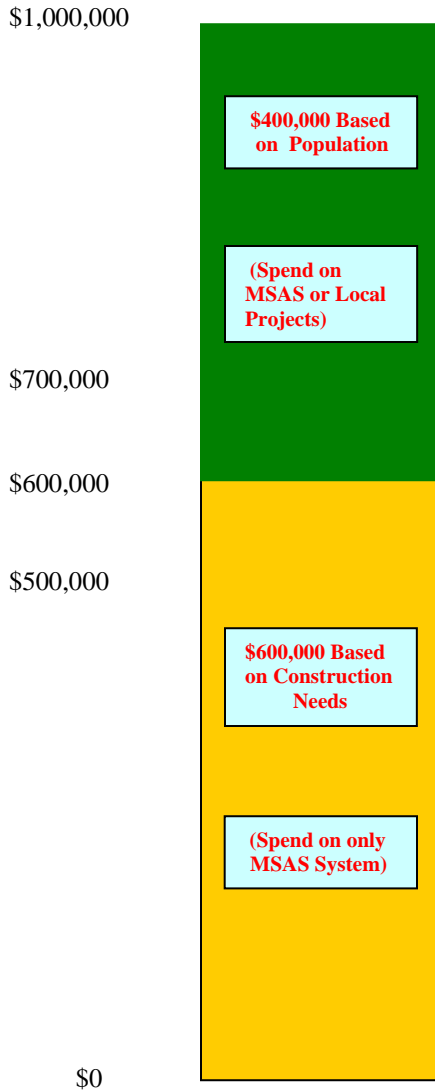 $1,000,000
$400,000 Based
on Population
(Spend on
MSAS or Local
Projects)
$700,000
$600,000
$500,000
$600,000 Based
on Construction
Needs
(Spend on only
MSAS System)
$0